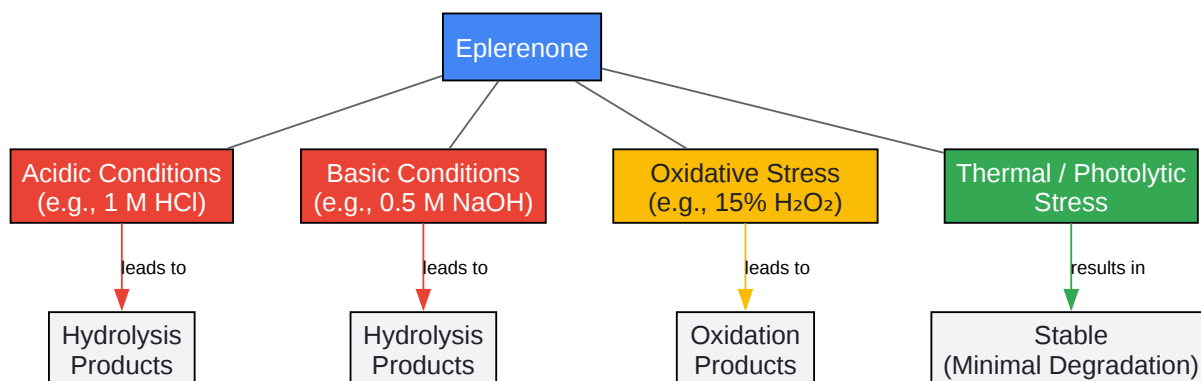 Eplerenone
Acidic Conditions
(e.g., 1 M HCl)
Basic Conditions
(e.g., 0.5 M NaOH)
Oxidative Stress
(e.g., 15% H₂O₂)
Thermal / Photolytic
Stress
leads to
leads to
leads to
results in
Hydrolysis
Products
Hydrolysis
Products
Oxidation
Products
Stable
(Minimal Degradation)